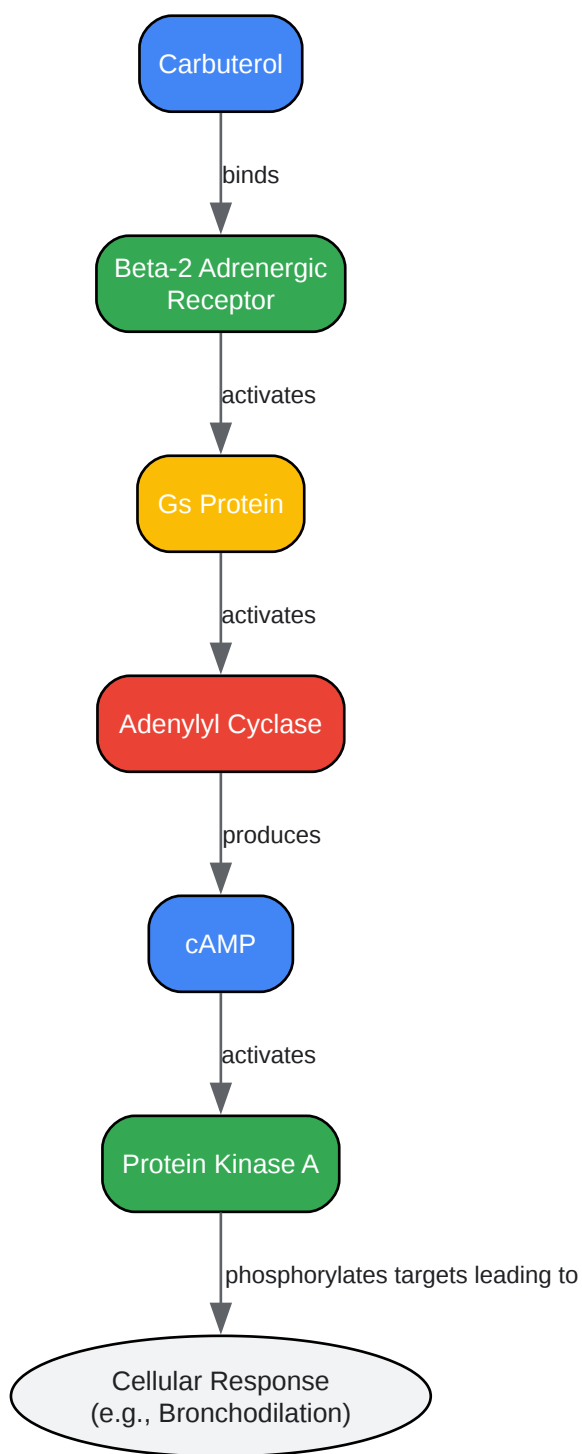 Carbuterol
binds
Beta-2 Adrenergic
Receptor
activates
Gs Protein
activates
Adenylyl Cyclase
produces
cAMP
activates
Protein Kinase A
phosphorylates targets leading to
Cellular Response
(e.g., Bronchodilation)